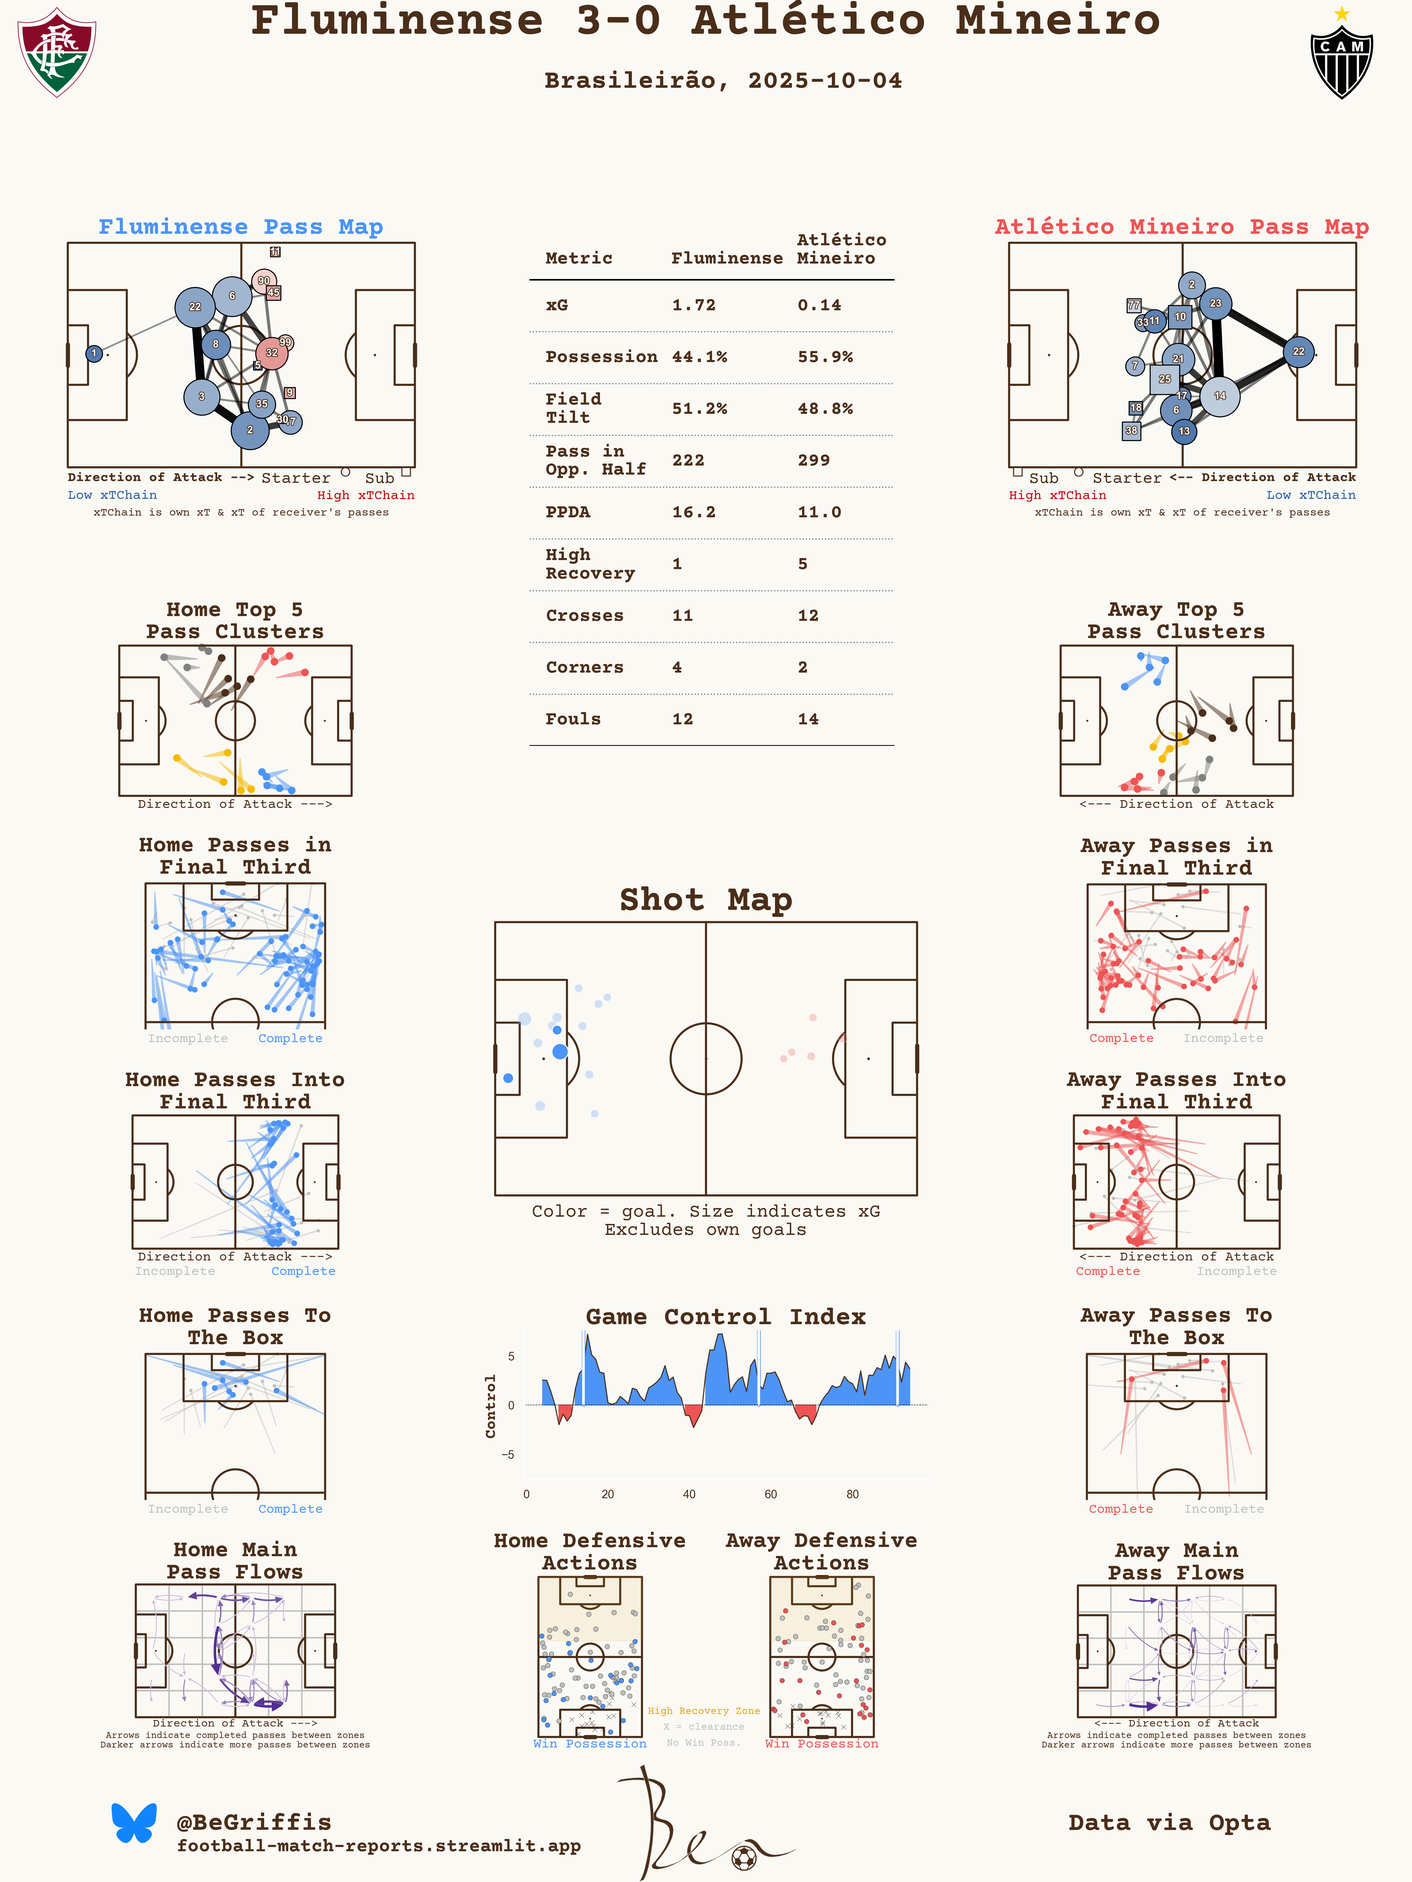 Fluminense 3-0 Atlético Mineiro
Brasileirão, 2025-10-04
CAM
Fluminense Pass Map
11
90
45
6
22
8
99
32
1
5
9
3
35
30
7
2
Direction of Attack --> Starter Sub
Low xTChain High xTChain
xTChain is own xT & xT of receiver's passes
Metric Fluminense Atlético Mineiro
xG 1.72 0.14
Possession 44.1% 55.9%
Field Tilt 51.2% 48.8%
Pass in Opp. Half 222 299
PPDA 16.2 11.0
High Recovery 1 5
Crosses 11 12
Corners 4 2
Fouls 12 14
Atlético Mineiro Pass Map
2
77
23
10
33
11
21
22
7
25
17
14
18
6
38
13
Sub Starter <-- Direction of Attack
High xTChain Low xTChain
xTChain is own xT & xT of receiver's passes
Home Top 5
Pass Clusters
Direction of Attack --->
Away Top 5
Pass Clusters
<--- Direction of Attack
Home Passes in
Final Third
Incomplete Complete
Away Passes in
Final Third
Complete Incomplete
Shot Map
Color = goal. Size indicates xG
Excludes own goals
Home Passes Into
Final Third
Direction of Attack --->
Incomplete Complete
Away Passes Into
Final Third
<--- Direction of Attack
Complete Incomplete
Home Passes To
The Box
Incomplete Complete
Game Control Index
Control
5
0
−5
0 20 40 60 80
Away Passes To
The Box
Complete Incomplete
Home Main
Pass Flows
Direction of Attack --->
Arrows indicate completed passes between zones
Darker arrows indicate more passes between zones
Home Defensive
Actions
Win Possession
High Recovery Zone
X = clearance
No Win Poss.
Away Defensive
Actions
Win Possession
Away Main
Pass Flows
<--- Direction of Attack
Arrows indicate completed passes between zones
Darker arrows indicate more passes between zones
@BeGriffis
football-match-reports.streamlit.app
Ben
Data via Opta